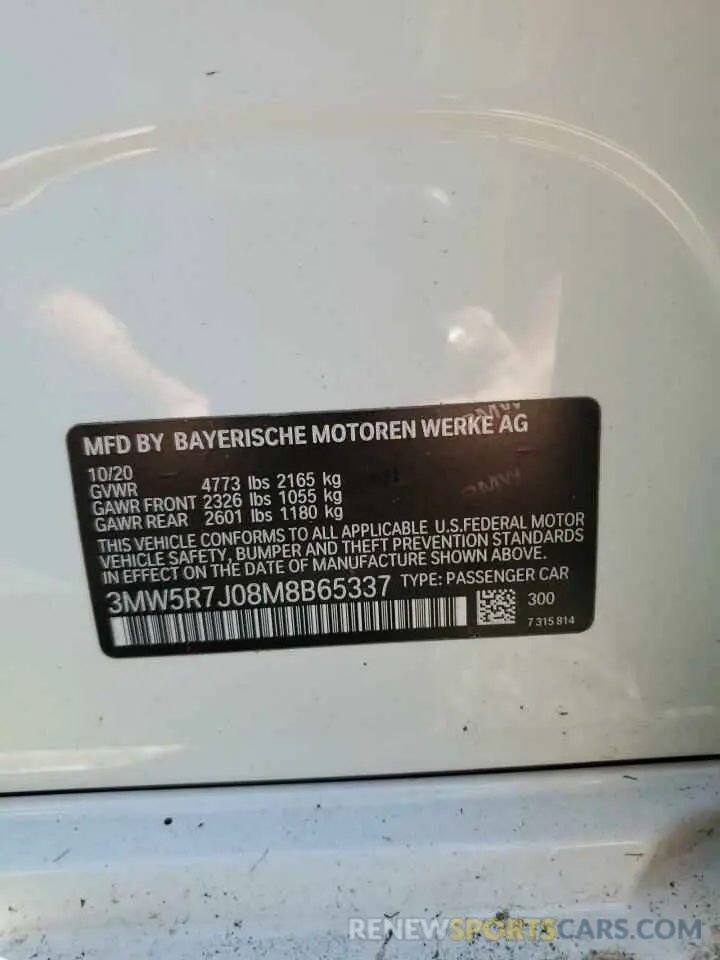 BMW
MFD BY BAYERISCHE MOTOREN WERKE AG
10/20
BMW
GVWR 4773 lbs 2165 kg
GAWR FRONT 2326 lbs 1055 kg
GAWR REAR 2601 lbs 1180 kg
THIS VEHICLE CONFORMS TO ALL APPLICABLE U.S.FEDERAL MOTOR
VEHICLE SAFETY, BUMPER AND THEFT PREVENTION STANDARDS
IN EFFECT ON THE DATE OF MANUFACTURE SHOWN ABOVE.
3MW5R7J08M8B65337 TYPE: PASSENGER CAR
300
7 315 814
RENEWSPORTSCARS.COM